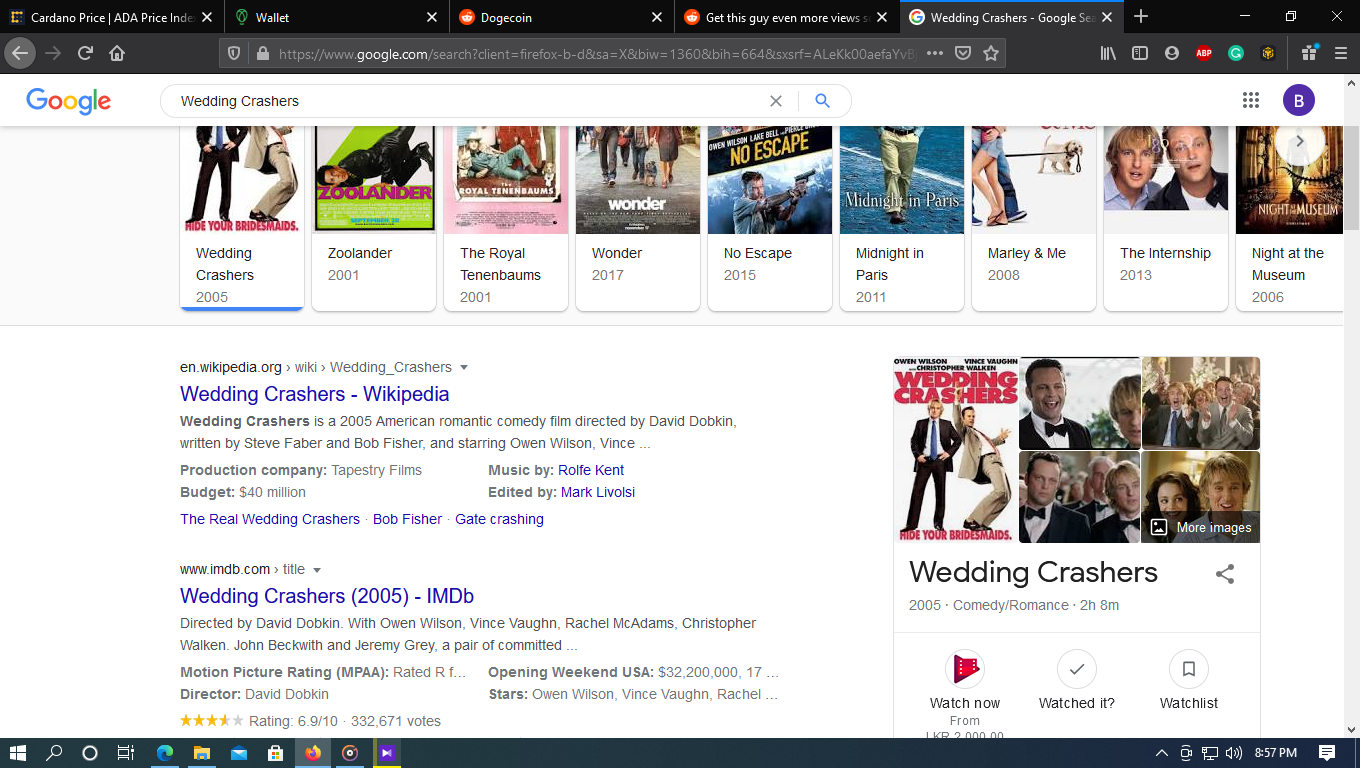 Cardano Price | ADA Price Inde
Wallet
Dogecoin
Get this guy even more views s
Wedding Crashers - Google Sea
https://www.google.com/search?client=firefox-b-d&sa=X&biw=1360&bih=664&sxsrf=ALeKk00aefaYvB
ABP
Google
Wedding Crashers
B
HIDE YOUR BRIDESMAIDS.
ZOOLANDER
SEPTEMBER 28
THE
ROYAL TENENBAUMS
wonder
OWEN WILSON LAKE BELL
NO ESCAPE
Midnight in Paris
NIGHT AT THE MUSEUM
Wedding Crashers
2005
Zoolander
2001
The Royal Tenenbaums
2001
Wonder
2017
No Escape
2015
Midnight in Paris
2011
Marley & Me
2008
The Internship
2013
Night at the Museum
2006
en.wikipedia.org › wiki › Wedding_Crashers
Wedding Crashers - Wikipedia
Wedding Crashers is a 2005 American romantic comedy film directed by David Dobkin,
written by Steve Faber and Bob Fisher, and starring Owen Wilson, Vince ...
Production company: Tapestry Films
Music by: Rolfe Kent
Budget: $40 million
Edited by: Mark Livolsi
The Real Wedding Crashers · Bob Fisher · Gate crashing
www.imdb.com › title
Wedding Crashers (2005) - IMDb
Directed by David Dobkin. With Owen Wilson, Vince Vaughn, Rachel McAdams, Christopher
Walken. John Beckwith and Jeremy Grey, a pair of committed ...
Motion Picture Rating (MPAA): Rated R f...
Opening Weekend USA: $32,200,000, 17 ...
Director: David Dobkin
Stars: Owen Wilson, Vince Vaughn, Rachel ...
Rating: 6.9/10 · 332,671 votes
OWEN WILSON VINCE VAUGHN
CHRISTOPHER WALKEN
WEDDING
CRASHERS
HIDE YOUR BRIDESMAIDS.
More images
Wedding Crashers
2005 · Comedy/Romance · 2h 8m
Watch now
From
LKR 2,000.00
Watched it?
Watchlist
8:57 PM